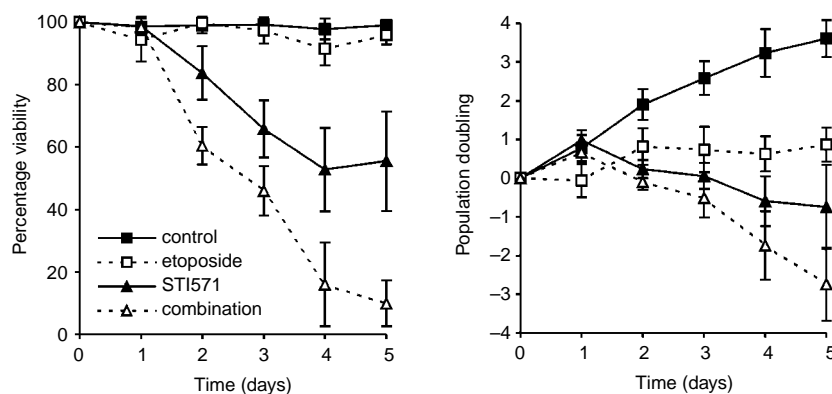 Percentage viability
100
80
60
40
20
0
control
etoposide
STI571
combination
0 1 2 3 4 5
Time (days)
Population doubling
4
3
2
1
0
–1
–2
–3
–4
0 1 2 3 4 5
Time (days)